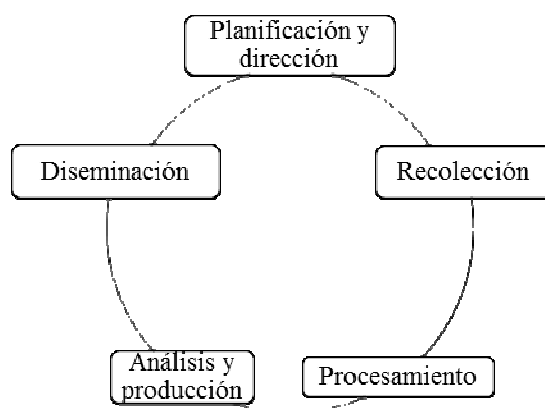 Planificación y
dirección
Diseminación
Recolección
Análisis y
producción
Procesamiento